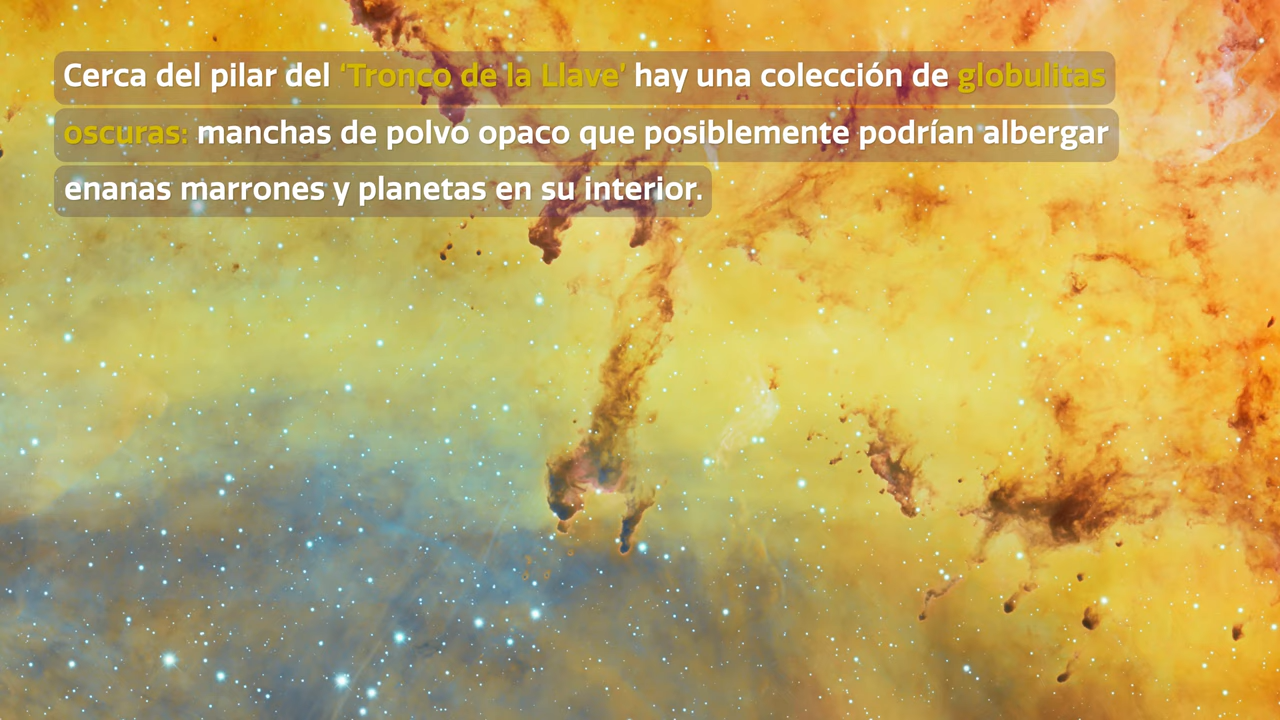 Cerca del pilar del ‘Tronco de la Llave’ hay una colección de globulitas
oscuras: manchas de polvo opaco que posiblemente podrían albergar
enanas marrones y planetas en su interior.